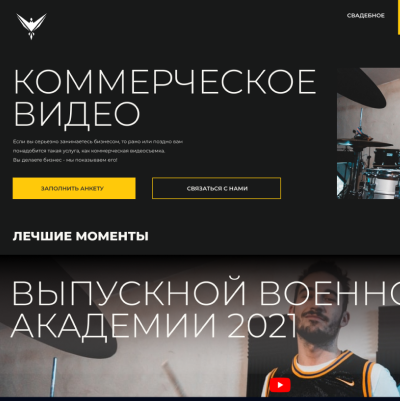 СВАДЕБНОЕ
КОММЕРЧЕСКОЕ
ВИДЕО
Если вы серьезно занимаетесь бизнесом, то рано или поздно вам
понадобится такая услуга, как коммерческая видеосъемка.
Вы делаете бизнес - мы показываем его!
ЗАПОЛНИТЬ АНКЕТУ
СВЯЗАТЬСЯ С НАМИ
ЛЕЧШИЕ МОМЕНТЫ
ВЫПУСКНОЙ ВОЕННО
АКАДЕМИИ 2021